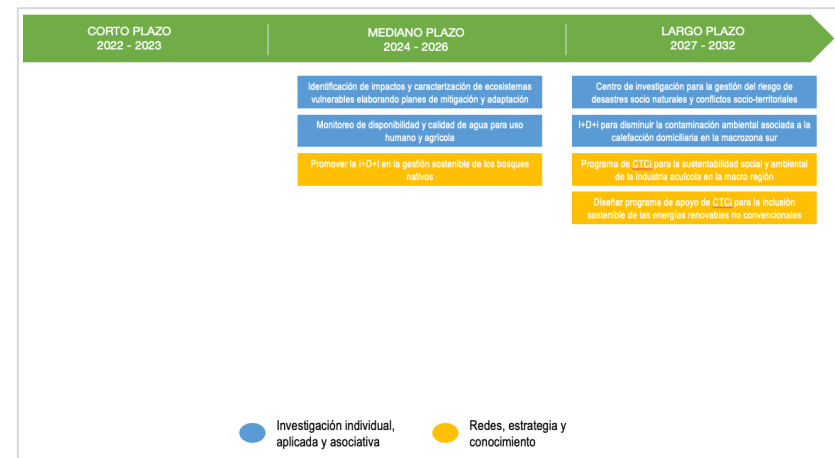 CORTO PLAZO
2022 - 2023
MEDIANO PLAZO
2024 - 2026
LARGO PLAZO
2027 - 2032
Identificación de impactos y caracterización de ecosistemas
vulnerables elaborando planes de mitigación y adaptación
Monitoreo de disponibilidad y calidad de agua para uso
humano y agrícola
Promover la I+D+I en la gestión sostenible de los bosques
nativos
Centro de investigación para la gestión del riesgo de
desastres socio naturales y conflictos socio-territoriales
I+D+i para disminuir la contaminación ambiental asociada a la
calefacción domiciliaria en la macrozona sur
Programa de CTCi para la sustentabilidad social y ambiental
de la industria acuícola en la macro región
Diseñar programa de apoyo de CTCi para la inclusión
sostenible de las energías renovables no convencionales
Investigación individual,
aplicada y asociativa
Redes, estrategia y
conocimiento